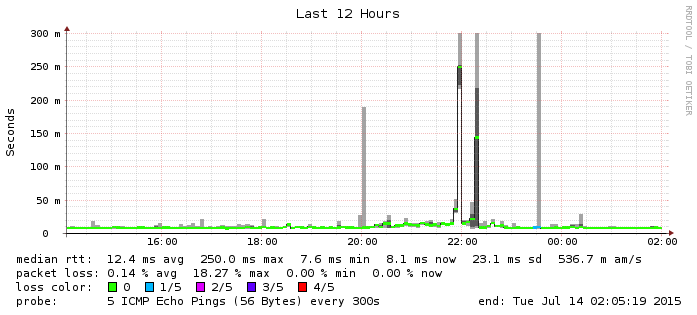 Last 12 Hours
RRDTOOL / TOBI OETIKER
Seconds
300 m
250 m
200 m
150 m
100 m
50 m
0
16:00 18:00 20:00 22:00 00:00 02:00
median rtt: 12.4 ms avg 250.0 ms max 7.6 ms min 8.1 ms now 23.1 ms sd 536.7 m am/s
packet loss: 0.14 % avg 18.27 % max 0.00 % min 0.00 % now
loss color: 0 1/5 2/5 3/5 4/5
probe: 5 ICMP Echo Pings (56 Bytes) every 300s end: Tue Jul 14 02:05:19 2015